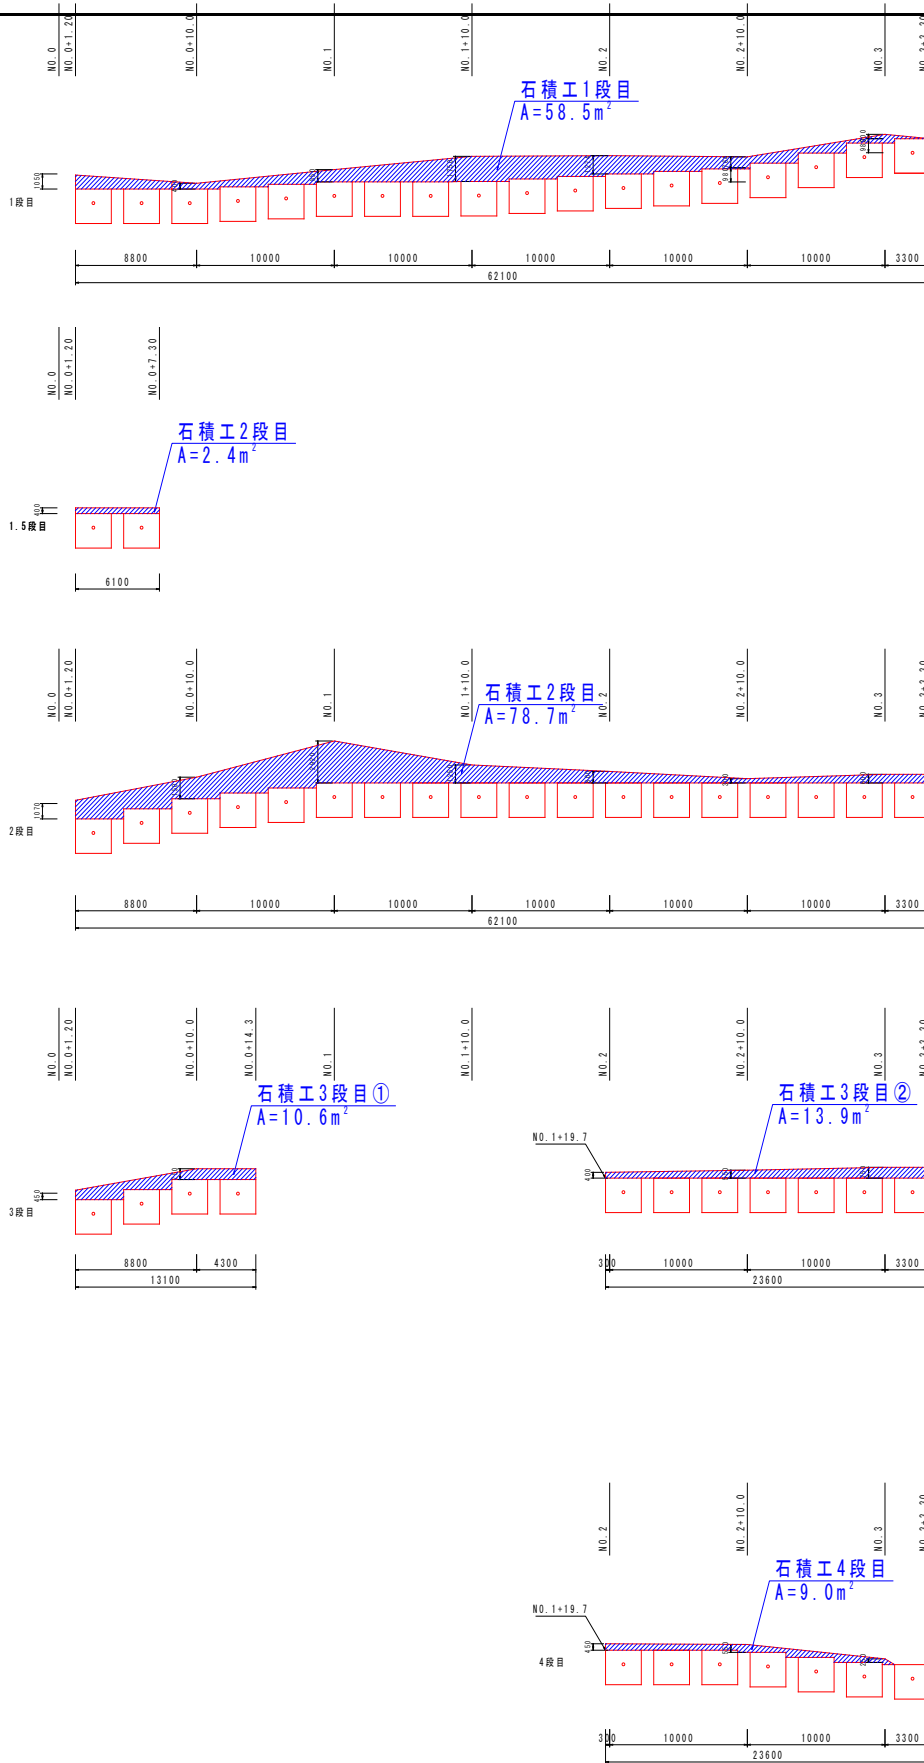 NO.0
NO.0+1.20
NO.0+10.0
NO.1
NO.1+10.0
NO.2
NO.2+10.0
NO.3
石積工1段目
A=58.5m²
1050
1段目
8800
10000
10000
10000
10000
10000
3300
62100
NO.0
NO.0+1.20
NO.0+7.30
石積工2段目
A=2.4m²
400
1.5段目
6100
NO.0
NO.0+1.20
NO.0+10.0
NO.1
NO.1+10.0
NO.2
NO.2+10.0
NO.3
石積工2段目
A=78.7m²
1070
2段目
8800
10000
10000
10000
10000
10000
3300
62100
NO.0
NO.0+1.20
NO.0+10.0
NO.0+14.3
NO.1
NO.1+10.0
NO.2
NO.2+10.0
NO.3
石積工3段目①
A=10.6m²
石積工3段目②
A=13.9m²
NO.1+19.7
450
400
3段目
8800
4300
13100
300
10000
10000
3300
23600
NO.2
NO.2+10.0
NO.3
石積工4段目
A=9.0m²
NO.1+19.7
450
4段目
300
10000
10000
3300
23600